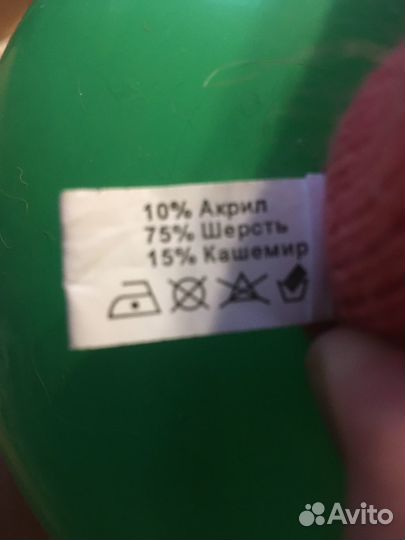 10% Акрил
75% Шерсть
15% Кашемир
Avito